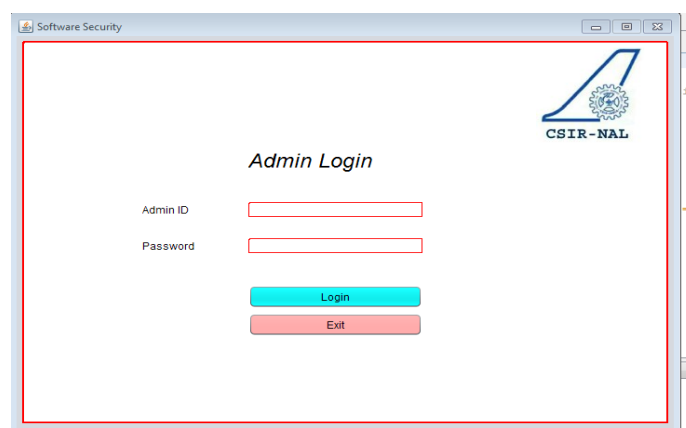 Software Security
CSIR-NAL
Admin Login
Admin ID
Password
Login
Exit